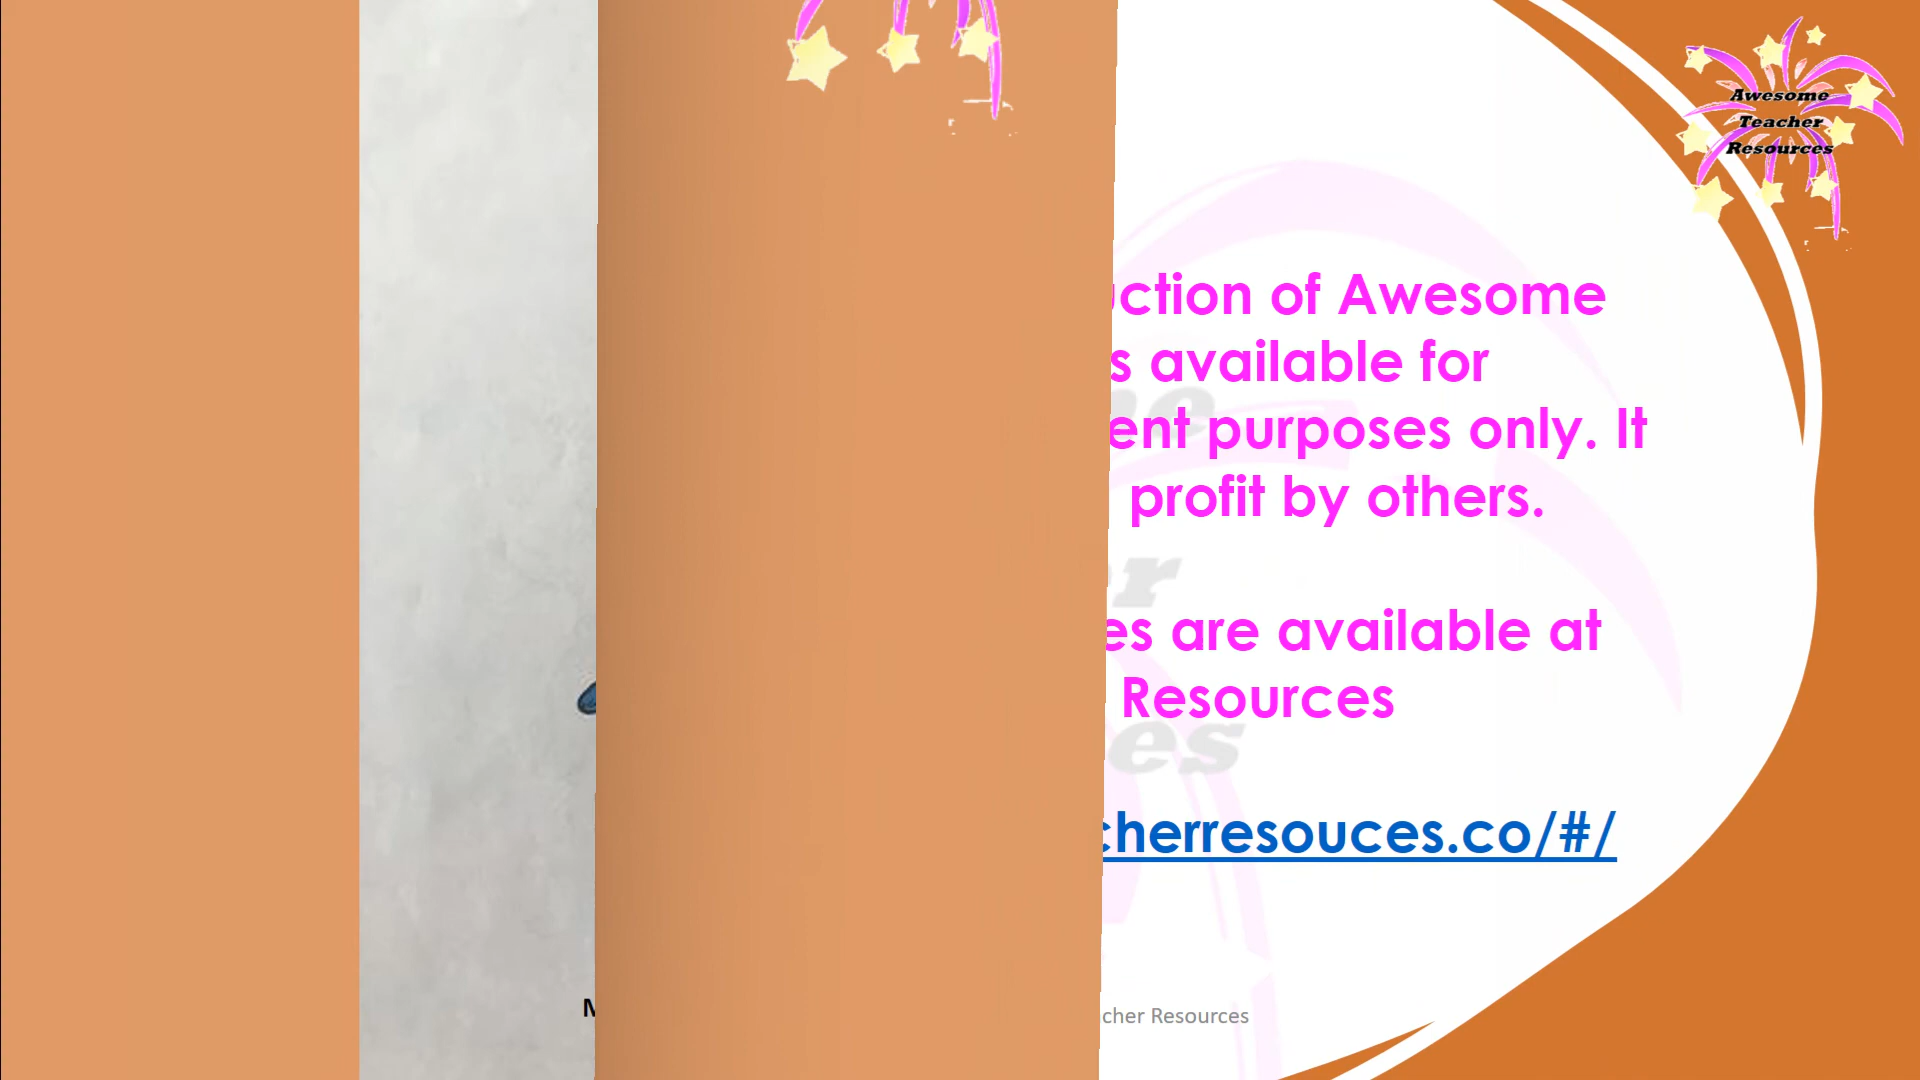 Awesome
Teacher
Resources
ction of Awesome
s available for
ent purposes only. It
profit by others.
es are available at
Resources
cherresouces.co/#/
cher Resources